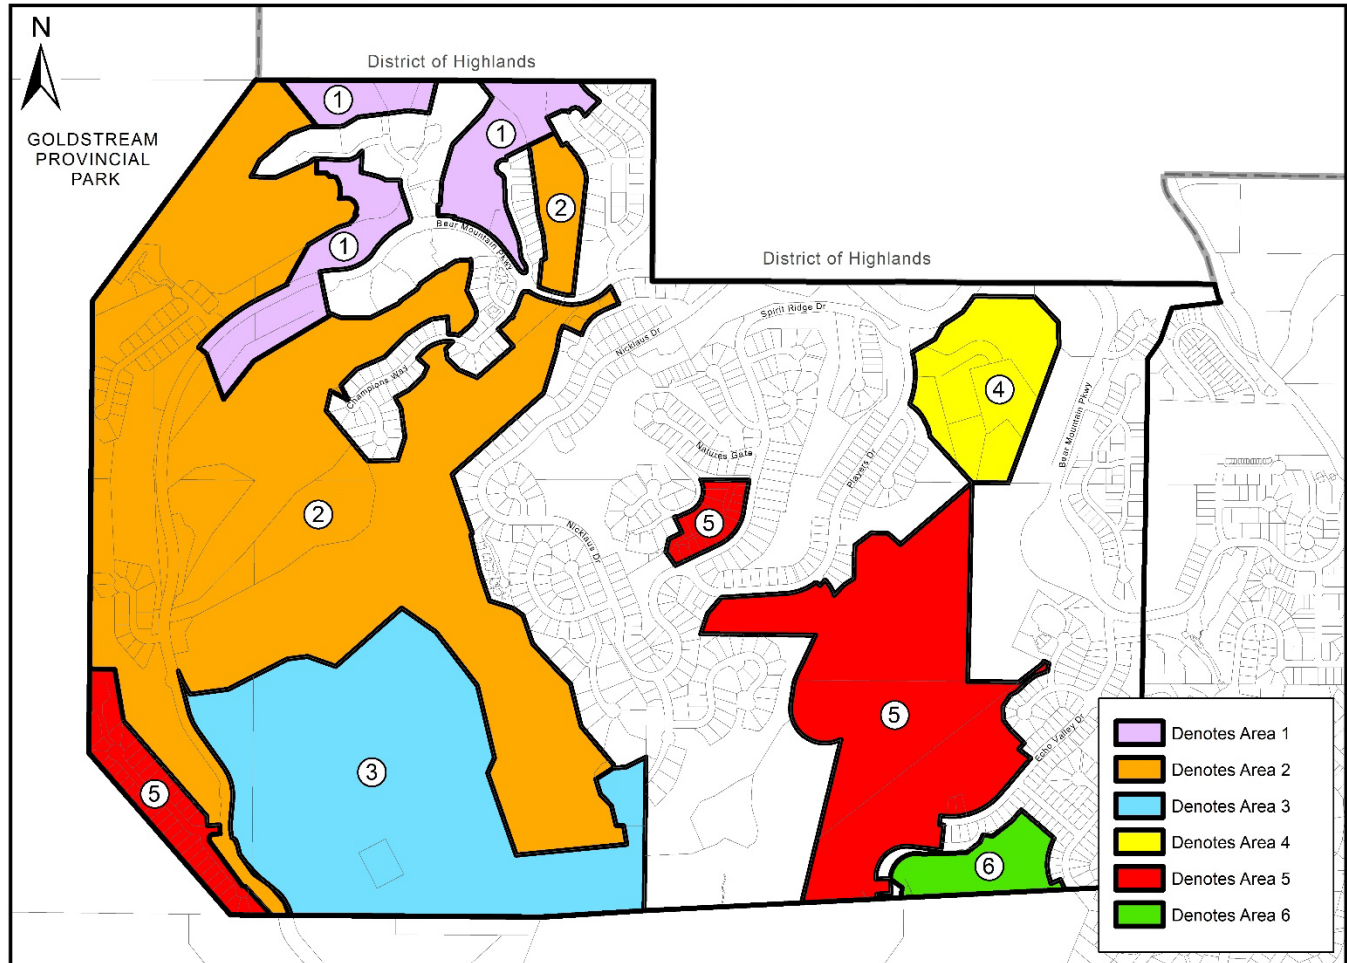 N
District of Highlands
GOLDSTREAM
PROVINCIAL
PARK
1
1
2
1
Bear Mountain Pkwy
District of Highlands
Spirit Ridge Dr
Nicklaus Dr
Champions Way
4
Bear Mountain Pkwy
Natures Gate
Players Dr
2
5
Nicklaus Dr
5
Echo Valley Dr
3
5
6
Denotes Area 1
Denotes Area 2
Denotes Area 3
Denotes Area 4
Denotes Area 5
Denotes Area 6